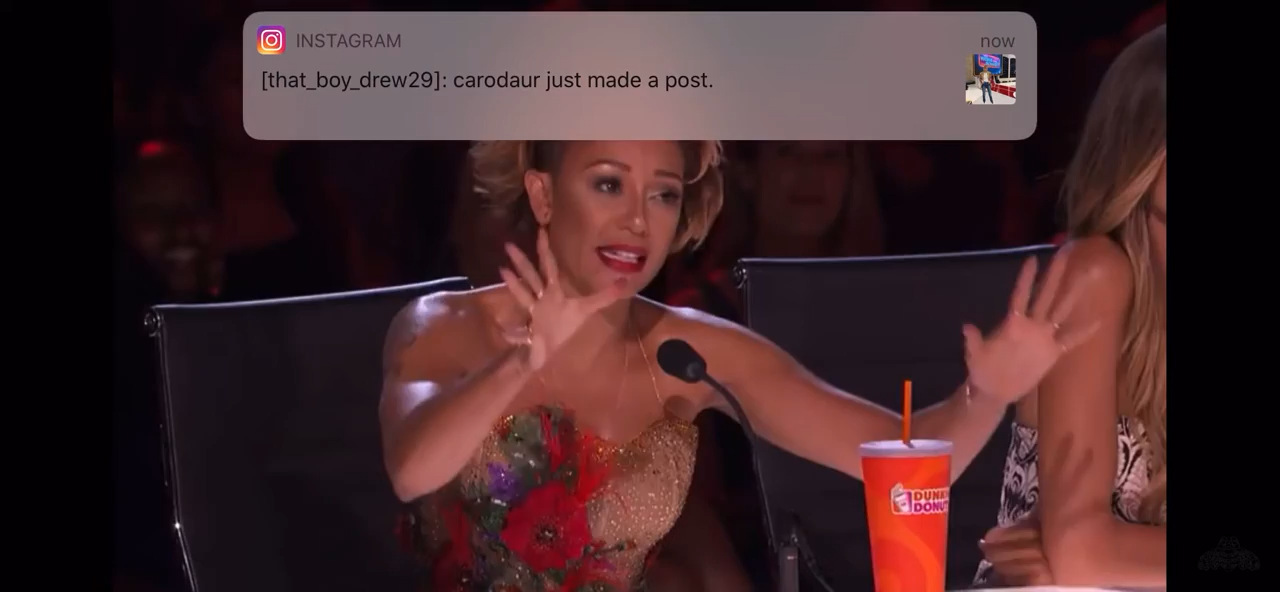 INSTAGRAM
now
[that_boy_drew29]: carodaur just made a post.
DUNKIN
DONUTS